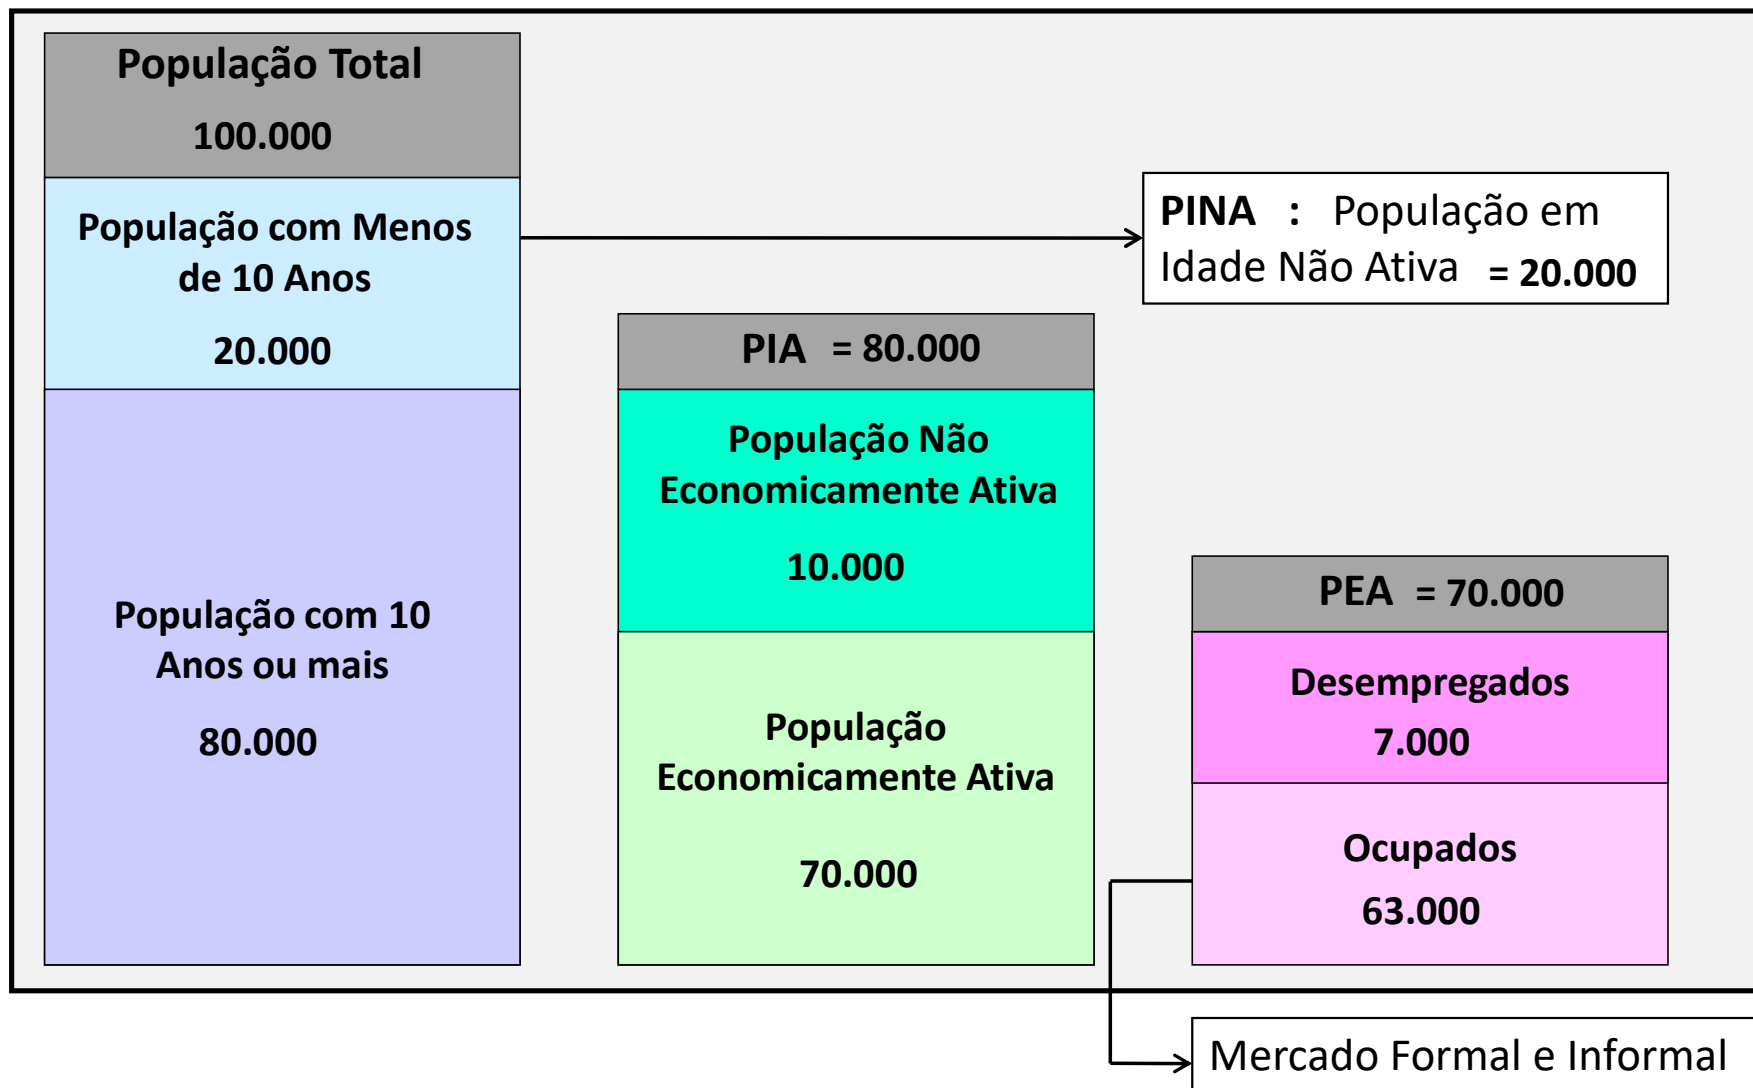 População Total
100.000
População com Menos
de 10 Anos
20.000
População com 10
Anos ou mais
80.000
PINA : População em
Idade Não Ativa = 20.000
PIA = 80.000
População Não
Economicamente Ativa
10.000
População
Economicamente Ativa
70.000
PEA = 70.000
Desempregados
7.000
Ocupados
63.000
Mercado Formal e Informal